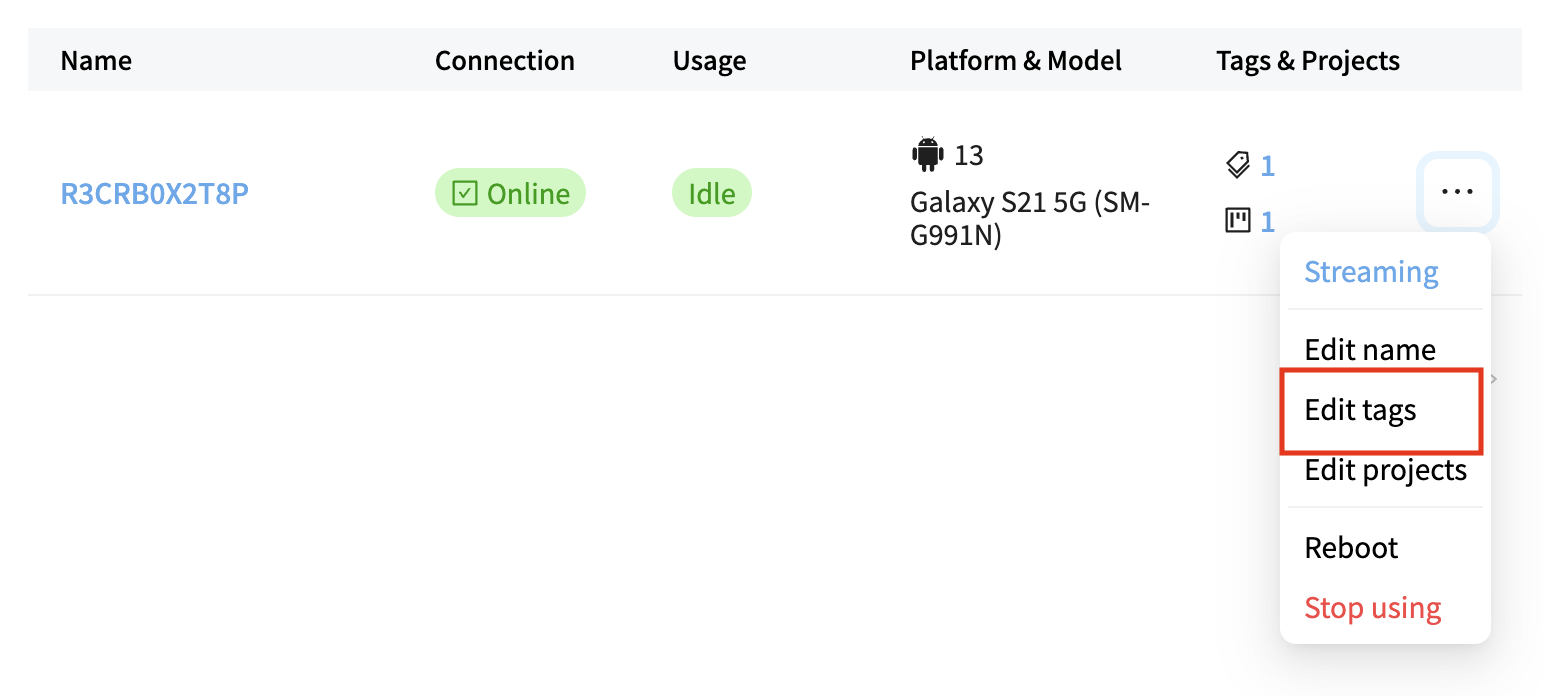 Name Connection Usage Platform & Model Tags & Projects
R3CRB0X2T8P Online Idle
13
Galaxy S21 5G (SM-
G991N)
1
1
...
Streaming
Edit name
Edit tags
Edit projects
Reboot
Stop using